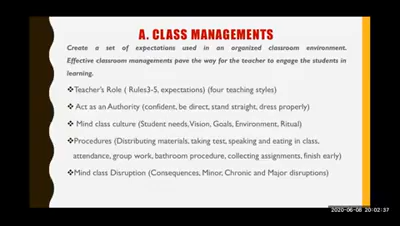 A. CLASS MANAGEMENTS
Create a set of expectations used in an organized classroom environment.
Effective classroom managements pave the way for the teacher to engage the students in
learning.
❖Teacher's Role ( Rules3-5, expectations) (four teaching styles)
❖Act as an Authority (confident, be direct, stand straight, dress properly)
❖Mind class culture (Student needs, Vision, Goals, Environment, Ritual)
❖Procedures (Distributing materials, taking test, speaking and eating in class,
attendance, group work, bathroom procedure, collecting assignments, finish early)
❖Mind class Disruption (Consequences, Minor, Chronic and Major disruptions)
2020-06-08 20:02:37